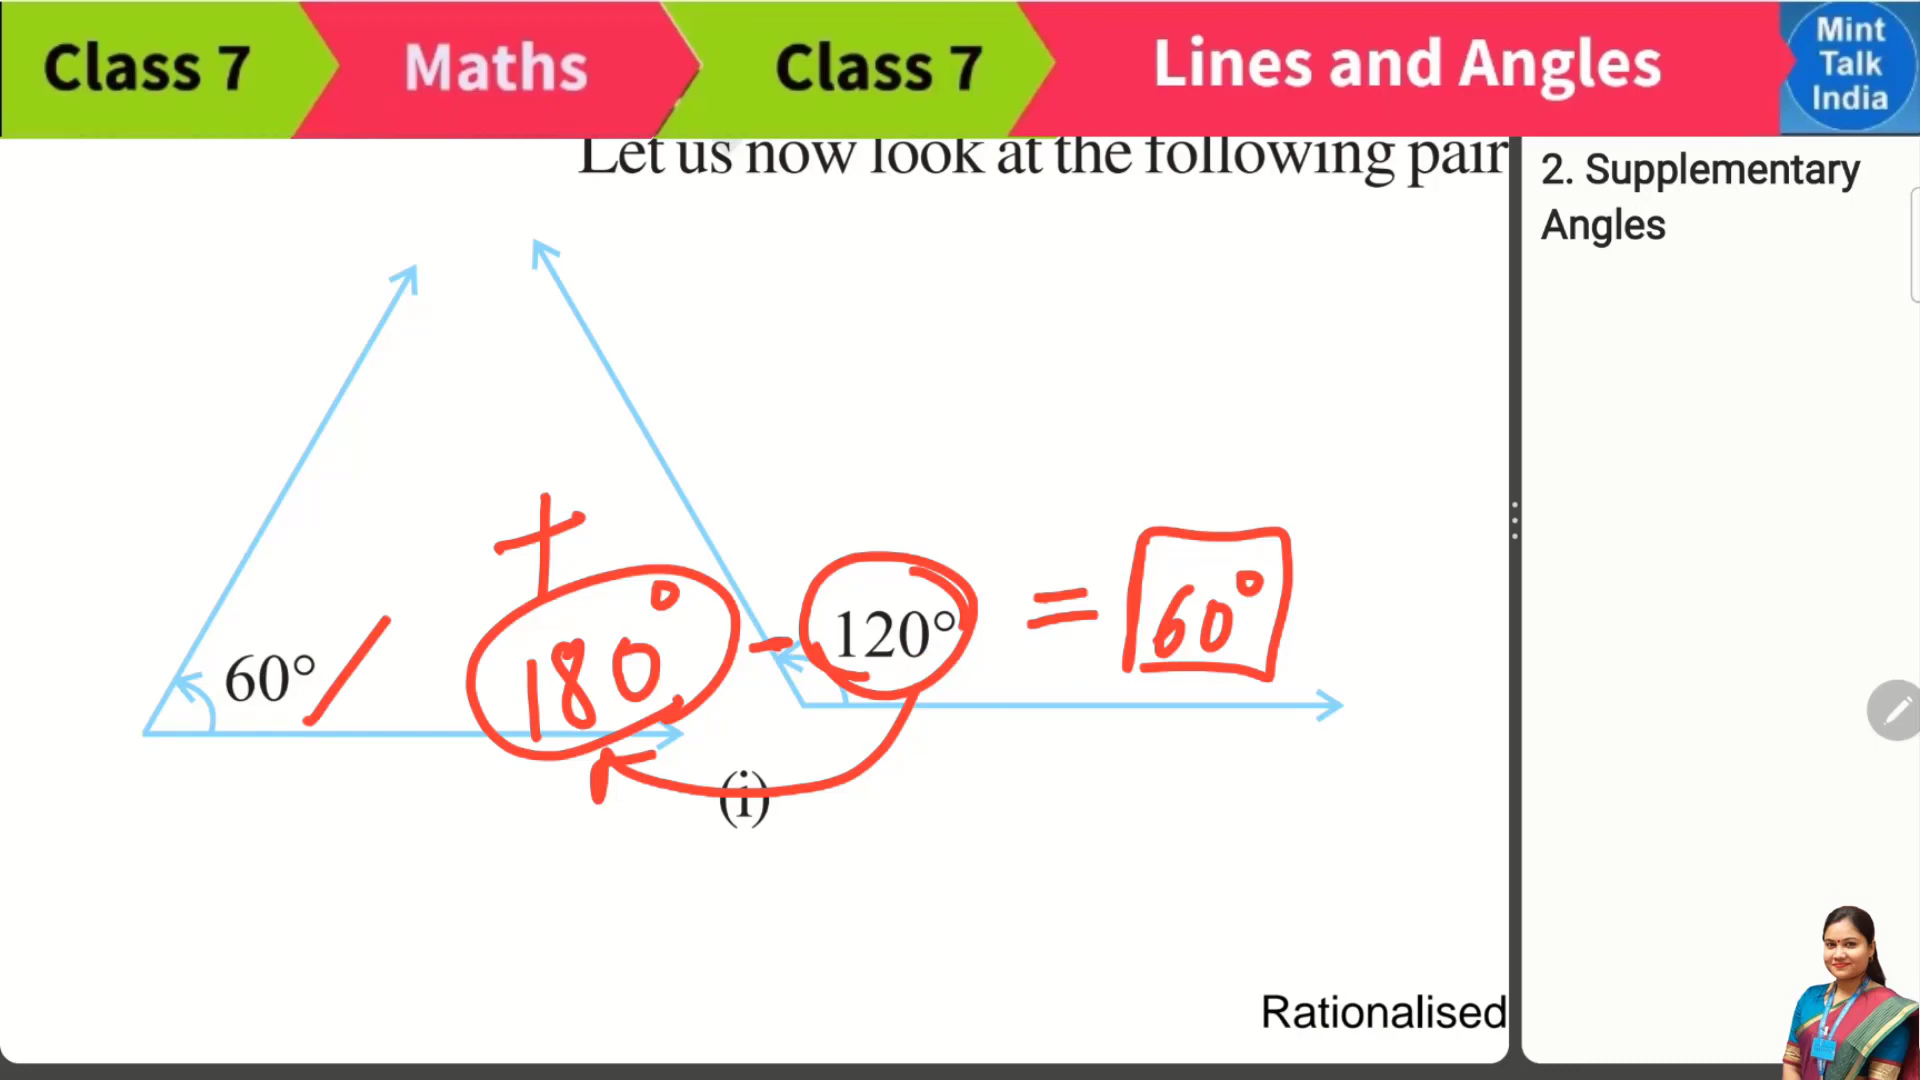 Class 7 Maths Class 7 Lines and Angles Mint Talk India
Let us now look at the following pair
2. Supplementary
Angles
+
60° / 180° - 120° = 60°
(i)
Rationalised